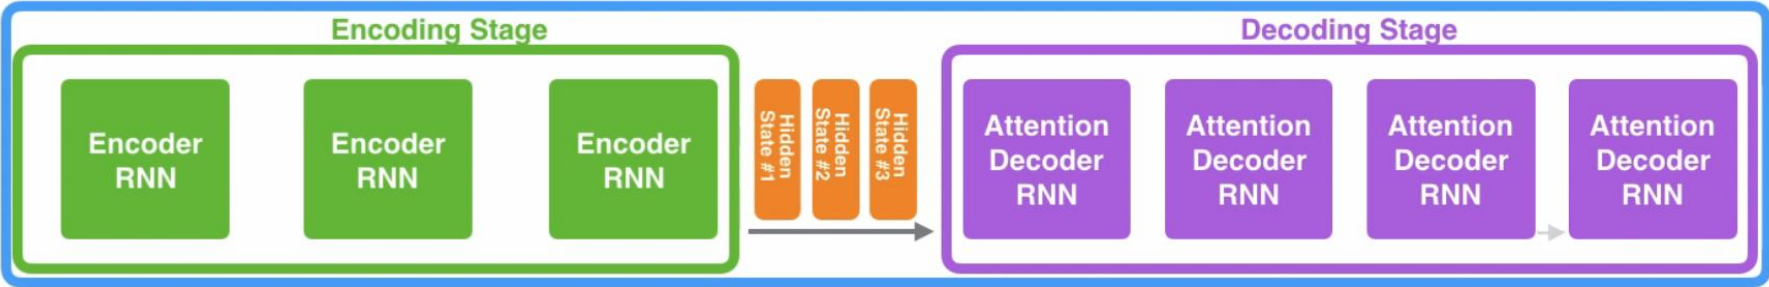 Encoding Stage
Encoder
RNN
Encoder
RNN
Encoder
RNN
Hidden
State #1
Hidden
State #2
Hidden
State #3
Decoding Stage
Attention
Decoder
RNN
Attention
Decoder
RNN
Attention
Decoder
RNN
Attention
Decoder
RNN